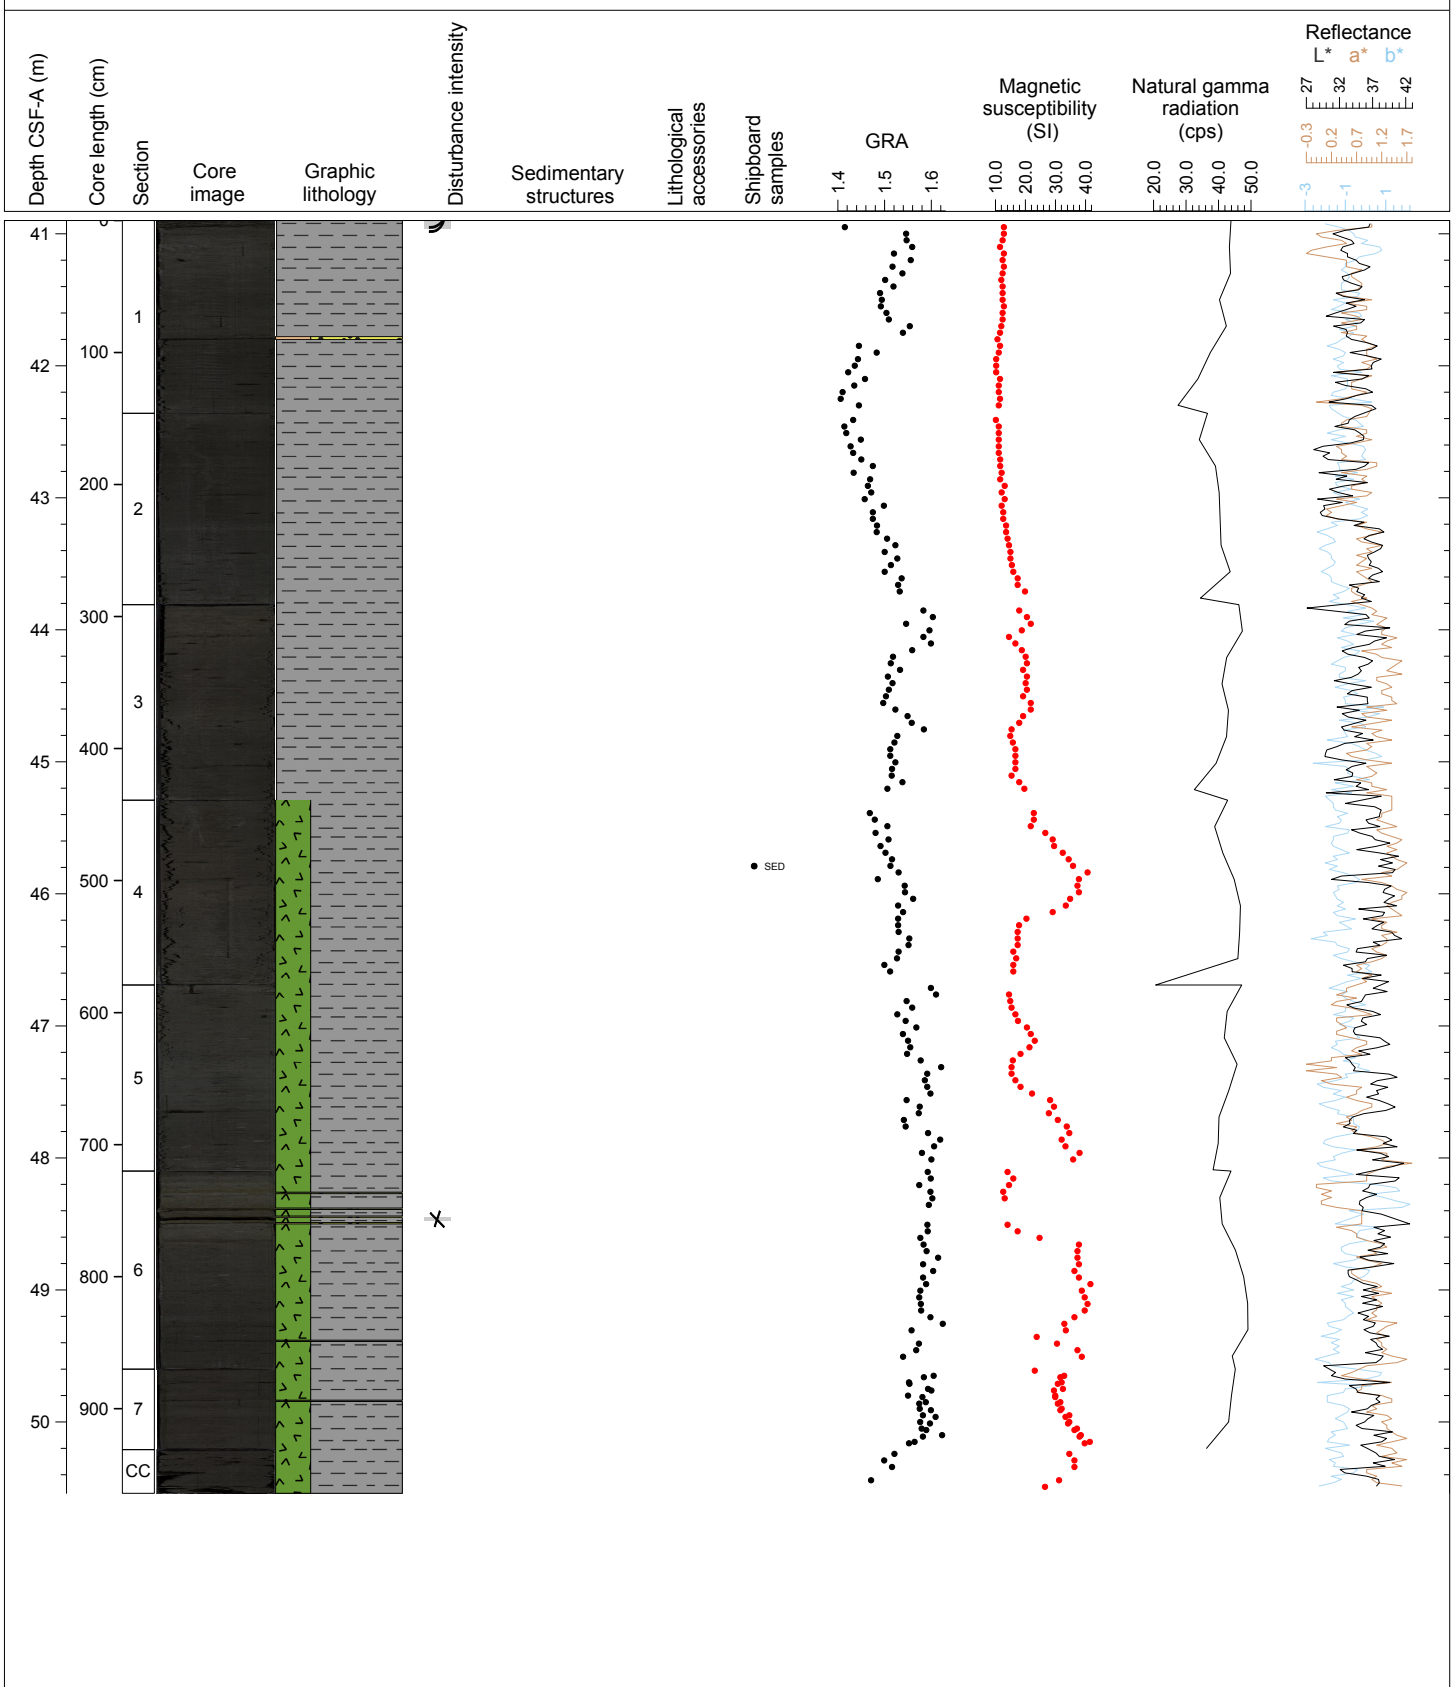 Depth CSF-A (m)
Core length (cm)
Section
Core
image
Graphic
lithology
Disturbance intensity
Sedimentary
structures
Lithological
accessories
Shipboard
samples
GRA
1.4 1.5 1.6
Magnetic
susceptibility
(SI)
10.0 20.0 30.0 40.0
Natural gamma
radiation
(cps)
20.0 30.0 40.0 50.0
Reflectance
L* a* b*
27 32 37 42
-0.3 0.2 0.7 1.2 1.7
-3 -1 1
0
41
1
100
42
2
200
43
300
44
3
400
45
SED
500
4
46
600
47
5
700
48
6
800
49
7
900
50
CC